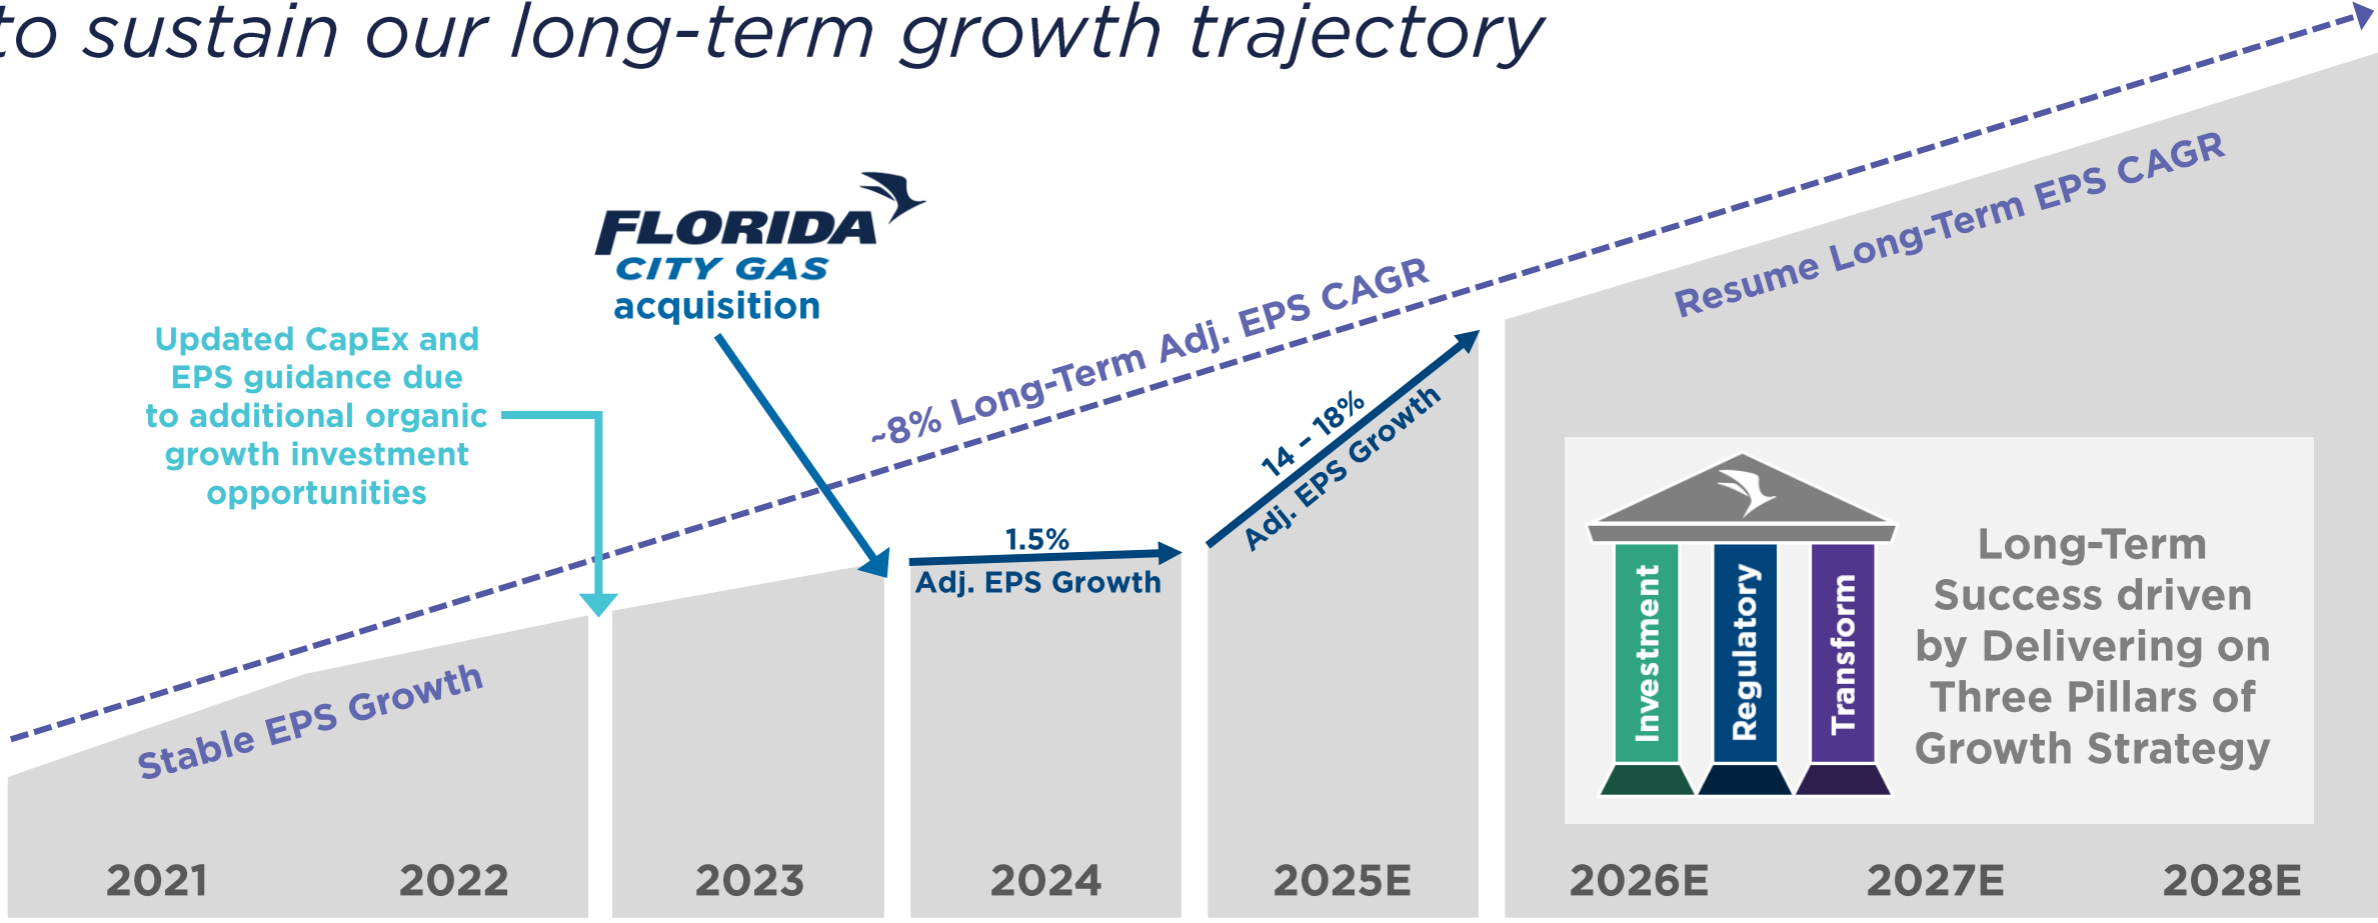 to sustain our long-term growth trajectory
FLORIDA
CITY GAS
acquisition
Updated CapEx and
EPS guidance due
to additional organic
growth investment
opportunities
~8% Long-Term Adj. EPS CAGR
Resume Long-Term EPS CAGR
Stable EPS Growth
1.5%
Adj. EPS Growth
14 – 18%
Adj. EPS Growth
Investment
Regulatory
Transform
Long-Term
Success driven
by Delivering on
Three Pillars of
Growth Strategy
2021
2022
2023
2024
2025E
2026E
2027E
2028E